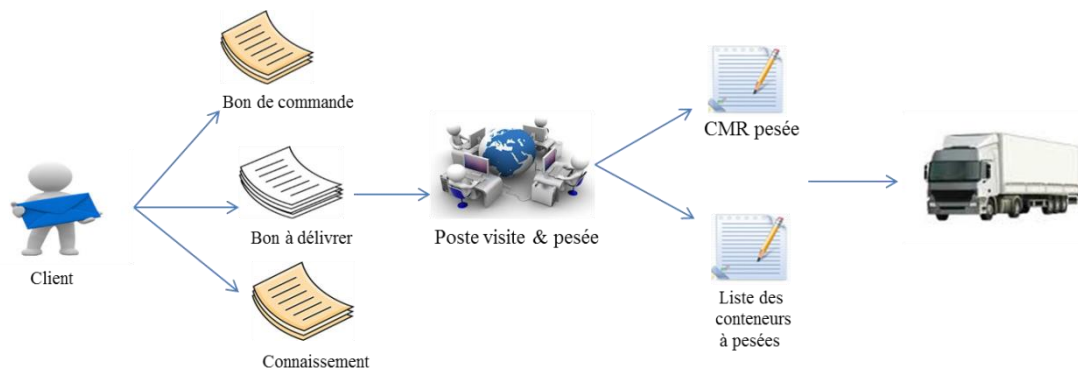 Bon de commande
CMR pesée
Bon à délivrer
Poste visite & pesée
Client
Liste des
conteneurs
à pesées
Connaissement